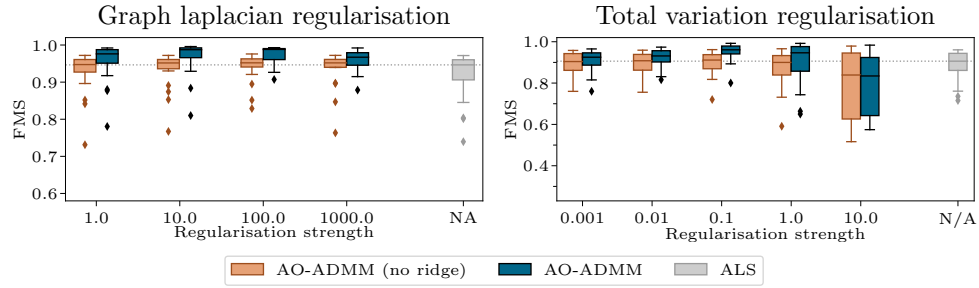 Graph laplacian regularisation
Total variation regularisation
FMS
1.0
0.9
0.8
0.7
0.6
1.0
10.0
100.0
1000.0
NA
Regularisation strength
FMS
1.0
0.8
0.6
0.4
0.001
0.01
0.1
1.0
10.0
N/A
Regularisation strength
AO-ADMM (no ridge)
AO-ADMM
ALS